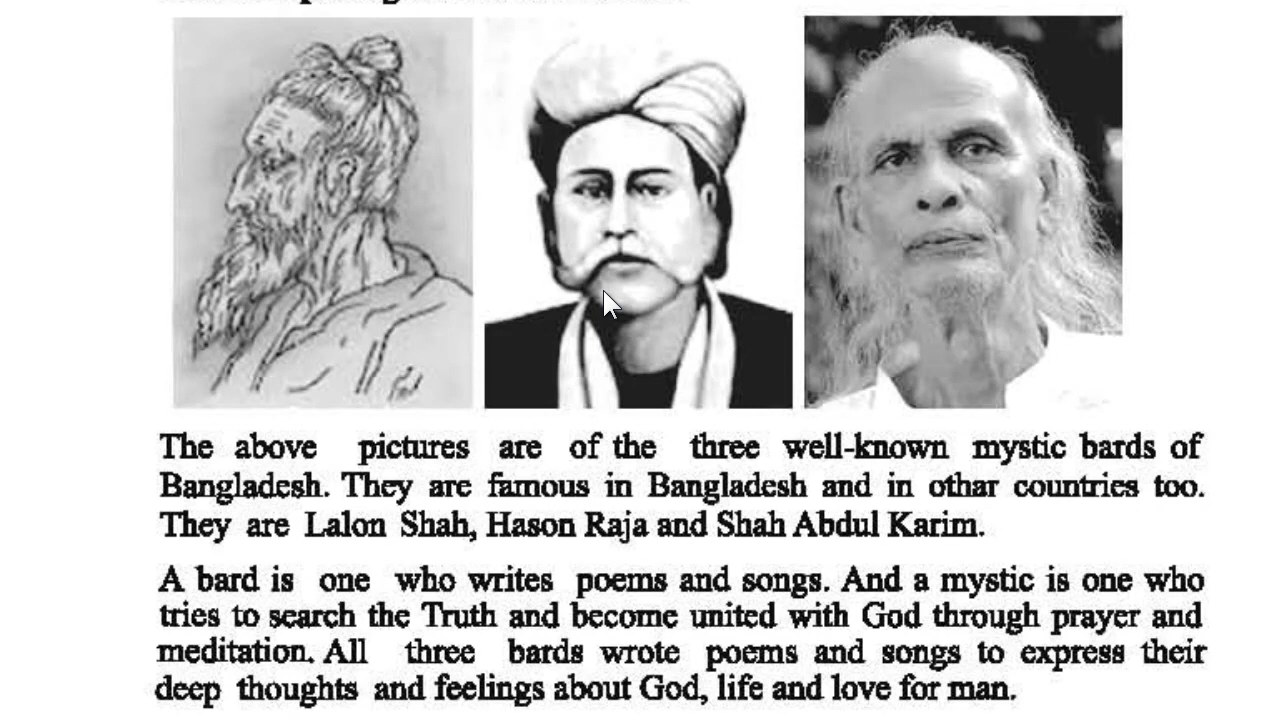 The above pictures are of the three well-known mystic bards of
Bangladesh. They are famous in Bangladesh and in othar countries too.
They are Lalon Shah, Hason Raja and Shah Abdul Karim.
A bard is one who writes poems and songs. And a mystic is one who
tries to search the Truth and become united with God through prayer and
meditation. All three bards wrote poems and songs to express their
deep thoughts and feelings about God, life and love for man.